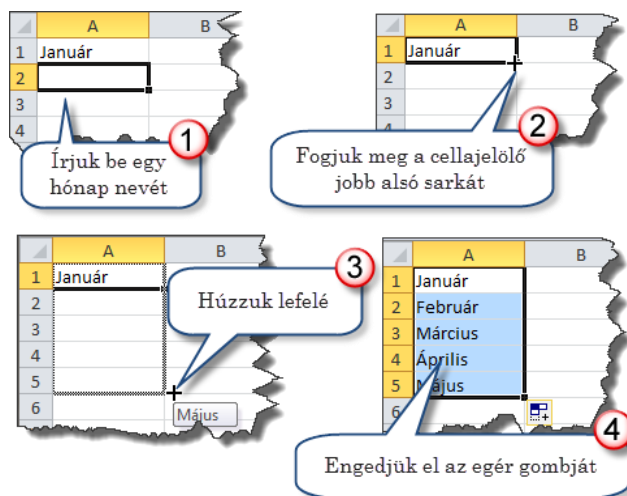 A B
1 Január
2
3
4
1
Írjuk be egy
hónap nevét
A B
1 Január
2
3
4
2
Fogjuk meg a cellajelölő
jobb alsó sarkát
A B
1 Január
2
3
4
5
6
Május
3
Húzzuk lefelé
A B
1 Január
2 Február
3 Március
4 Április
5 Május
6
4
Engedjük el az egér gombját